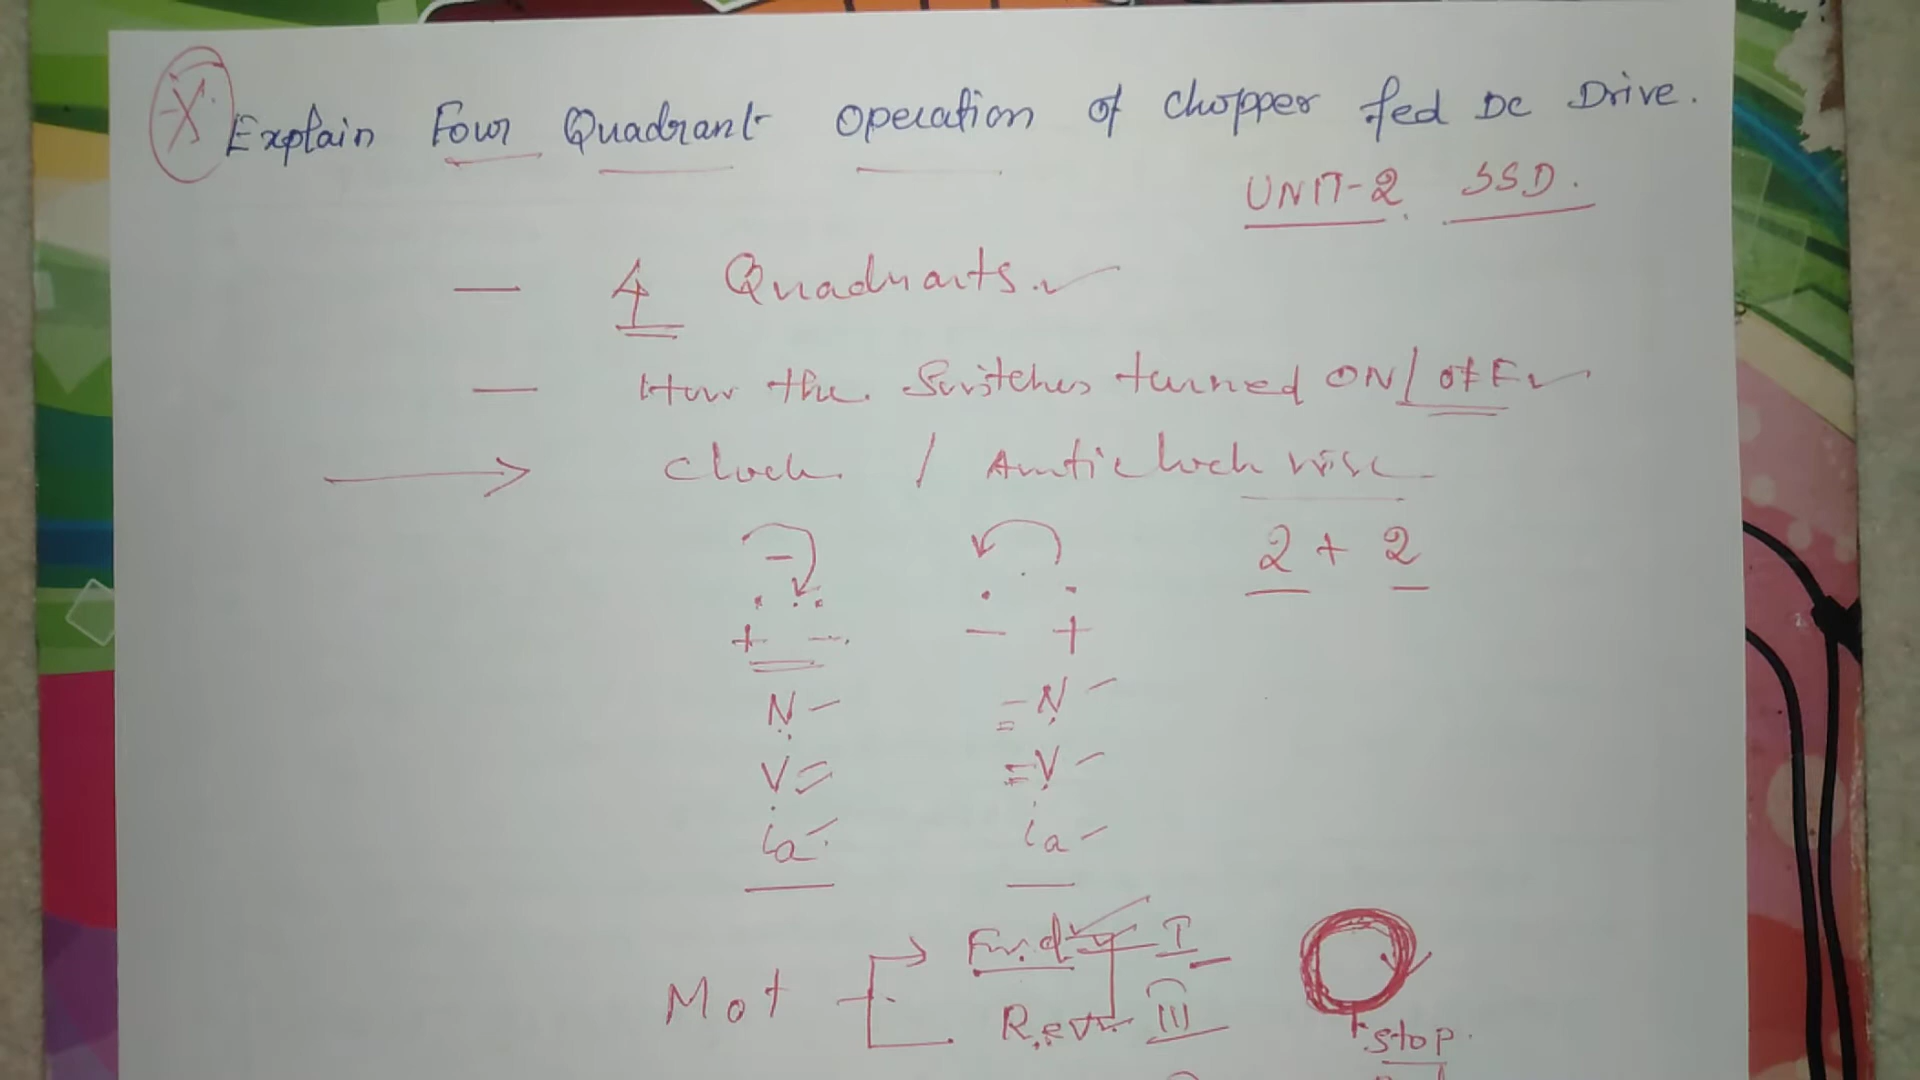 Explain Four Quadrant Operation of chopper fed DC Drive.
UNIT-2 SSD.
— 4 Quadrants.
— How the Switches turned ON/OFF
→ Clock / Anticlock wise
2 + 2
+ - - +
N -N
V -V
ia ia
Mot Fwd I
Rev III
stop.